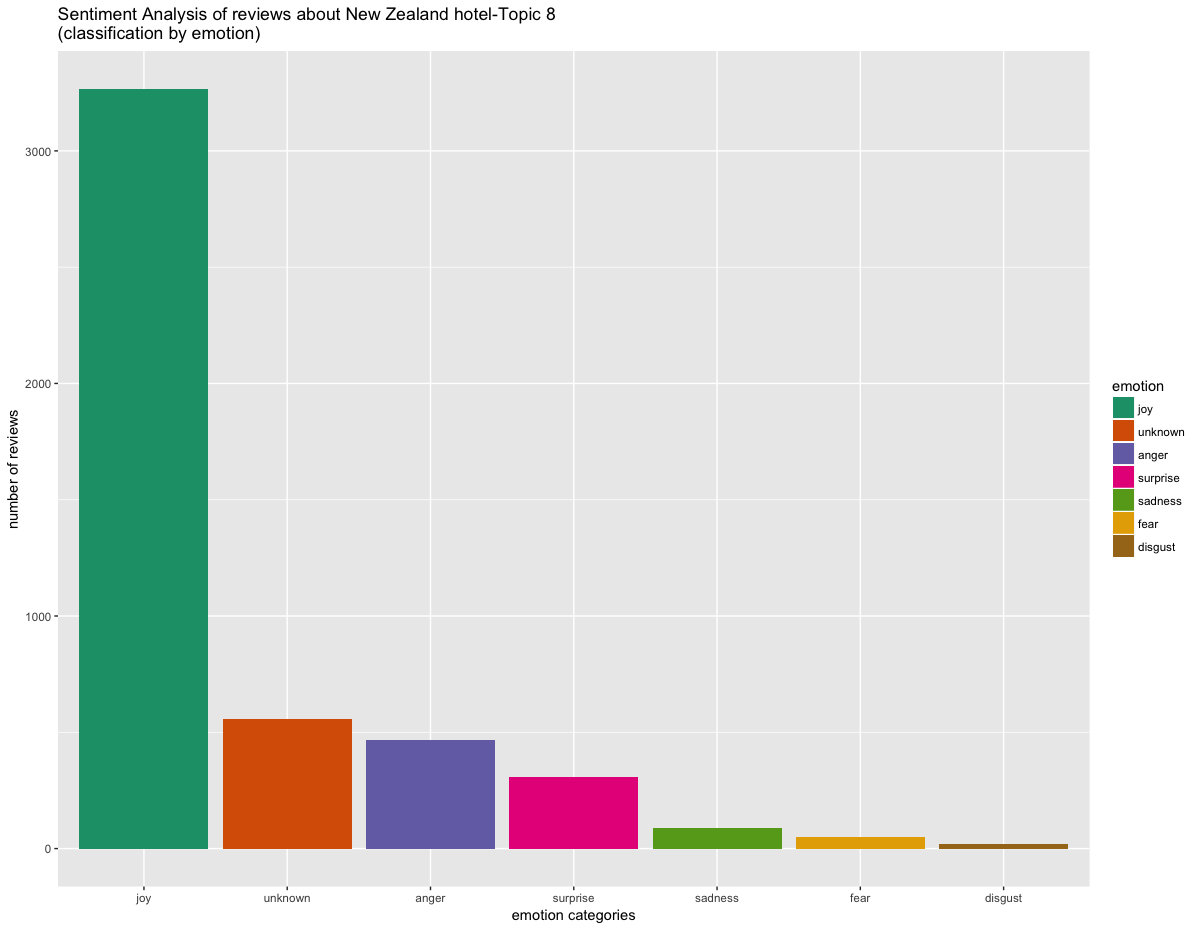 Sentiment Analysis of reviews about New Zealand hotel-Topic 8
(classification by emotion)
number of reviews
3000
2000
1000
0
joy
unknown
anger
surprise
sadness
fear
disgust
emotion categories
emotion
joy
unknown
anger
surprise
sadness
fear
disgust